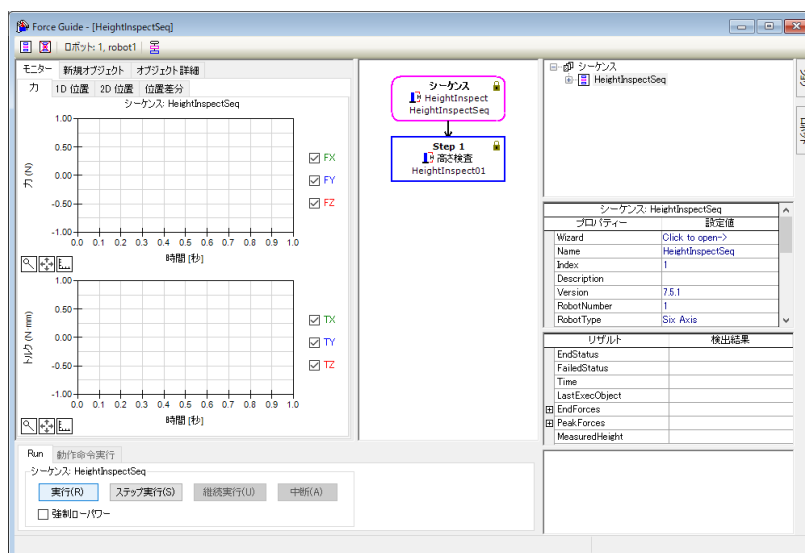 Force Guide - [HeightInspectSeq]
ロボット: 1, robot1
モニター 新規オブジェクト オブジェクト詳細
力 1D 位置 2D 位置 位置差分
シーケンス: HeightInspectSeq
1.00
0.50
0.00
-0.50
-1.00
力 (N)
0.0 0.1 0.2 0.3 0.4 0.5 0.6 0.7 0.8 0.9 1.0
時間 [秒]
FX
FY
FZ
1.00
0.50
0.00
-0.50
-1.00
トルク (N·mm)
0.0 0.1 0.2 0.3 0.4 0.5 0.6 0.7 0.8 0.9 1.0
時間 [秒]
TX
TY
TZ
シーケンス
HeightInspect
HeightInspectSeq
Step 1
高さ検査
HeightInspect01
シーケンス
HeightInspectSeq
シーケンス: HeightInspectSeq
プロパティー 設定値
Wizard Click to open->
Name HeightInspectSeq
Index 1
Description
Version 7.5.1
RobotNumber 1
RobotType Six Axis
リザルト 検出結果
EndStatus
FailedStatus
Time
LastExecObject
EndForces
PeakForces
MeasuredHeight
Run 動作命令実行
シーケンス: HeightInspectSeq
実行(R) ステップ実行(S) 継続実行(U) 中断(A)
強制ローパワー